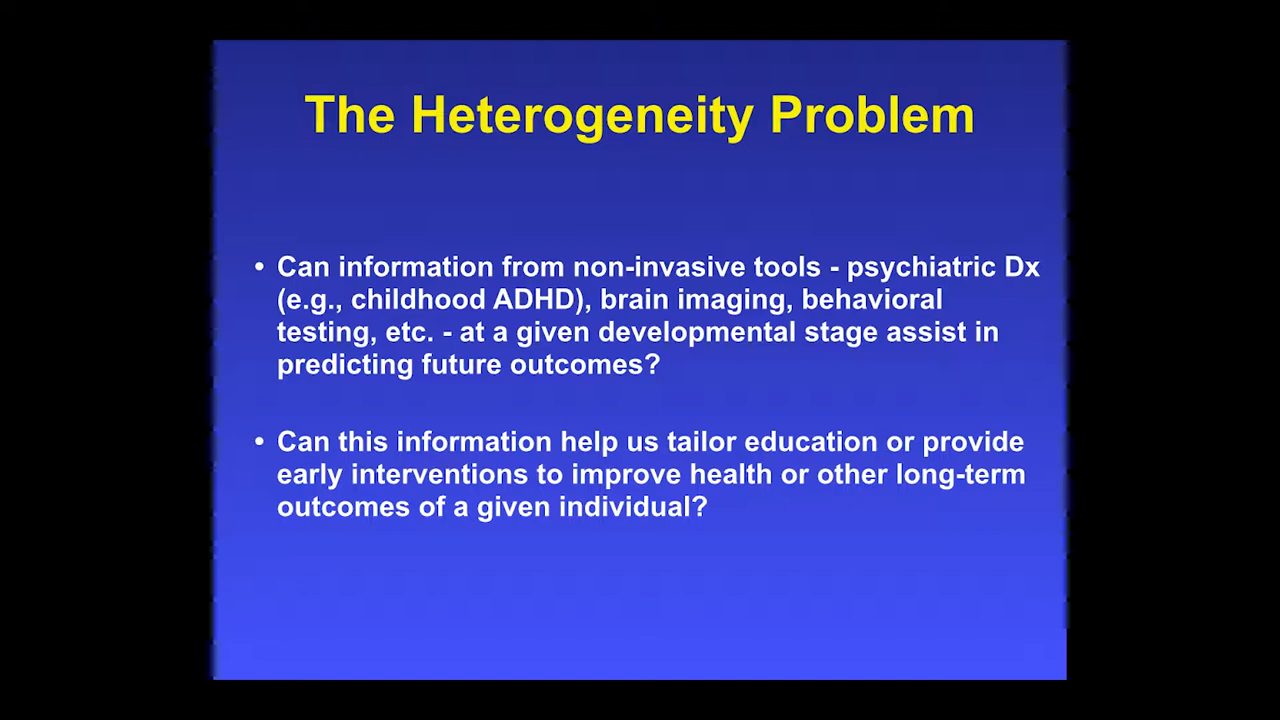 The Heterogeneity Problem
• Can information from non-invasive tools - psychiatric Dx
(e.g., childhood ADHD), brain imaging, behavioral
testing, etc. - at a given developmental stage assist in
predicting future outcomes?
• Can this information help us tailor education or provide
early interventions to improve health or other long-term
outcomes of a given individual?